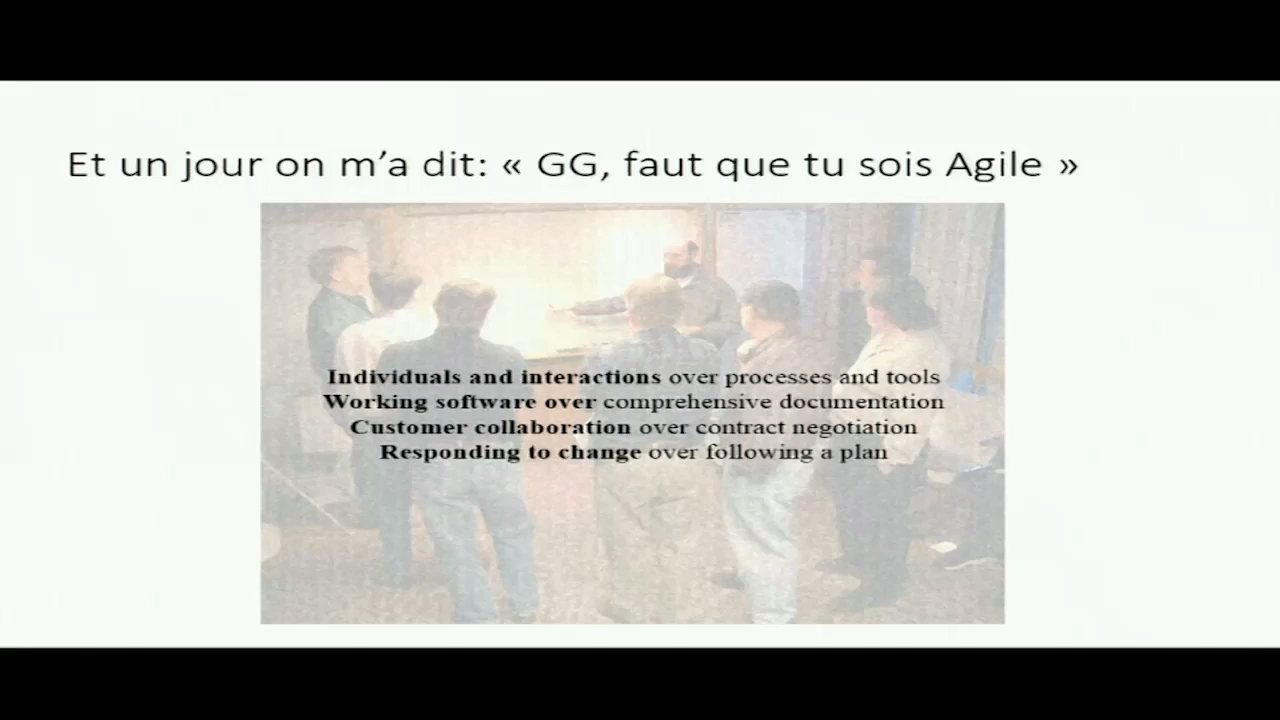 Et un jour on m’a dit: « GG, faut que tu sois Agile »
Individuals and interactions over processes and tools
Working software over comprehensive documentation
Customer collaboration over contract negotiation
Responding to change over following a plan